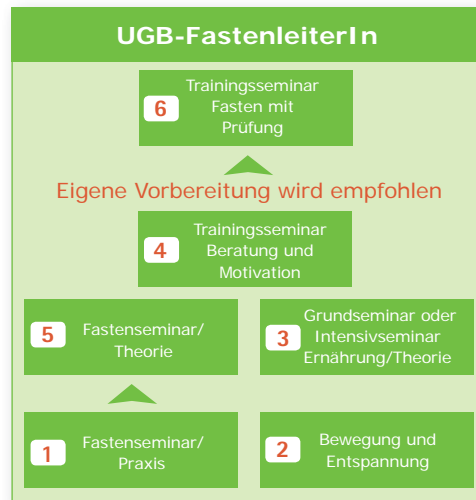 UGB-FastenleiterIn
6
Trainingsseminar
Fasten mit
Prüfung
Eigene Vorbereitung wird empfohlen
4
Trainingsseminar
Beratung und
Motivation
5
Fastenseminar/
Theorie
3
Grundseminar oder
Intensivseminar
Ernährung/Theorie
1
Fastenseminar/
Praxis
2
Bewegung und
Entspannung